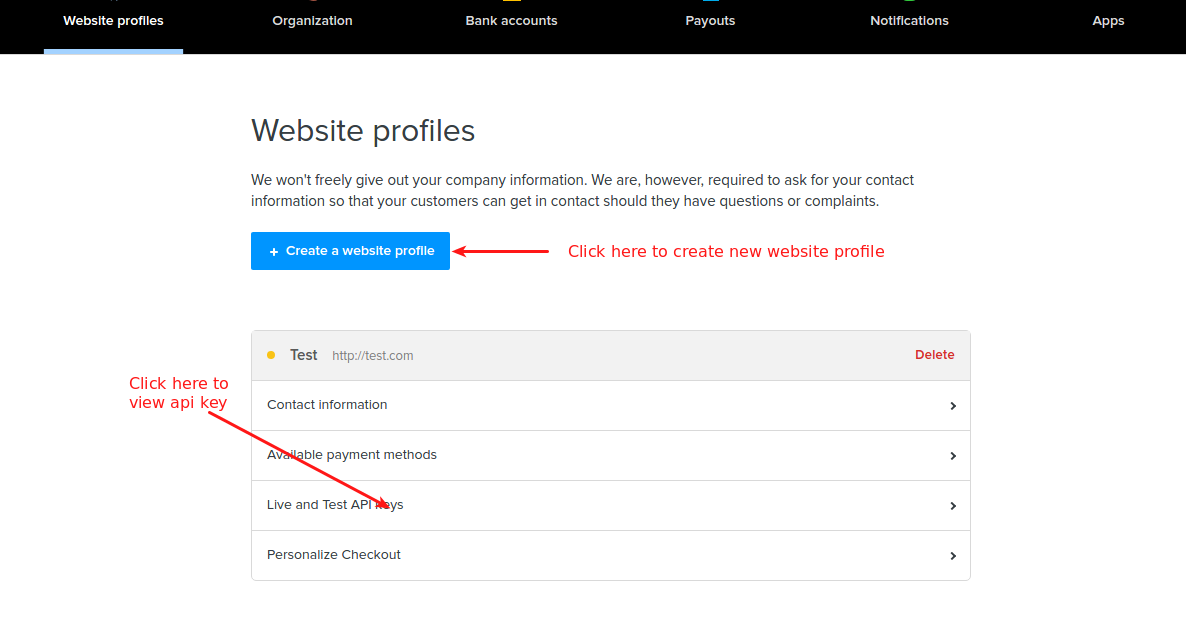 Website profiles
Organization
Bank accounts
Payouts
Notifications
Apps
Website profiles
We won't freely give out your company information. We are, however, required to ask for your contact
information so that your customers can get in contact should they have questions or complaints.
+ Create a website profile
Click here to create new website profile
Test http://test.com
Delete
Click here to
view api key
Contact information
Available payment methods
Live and Test API keys
Personalize Checkout